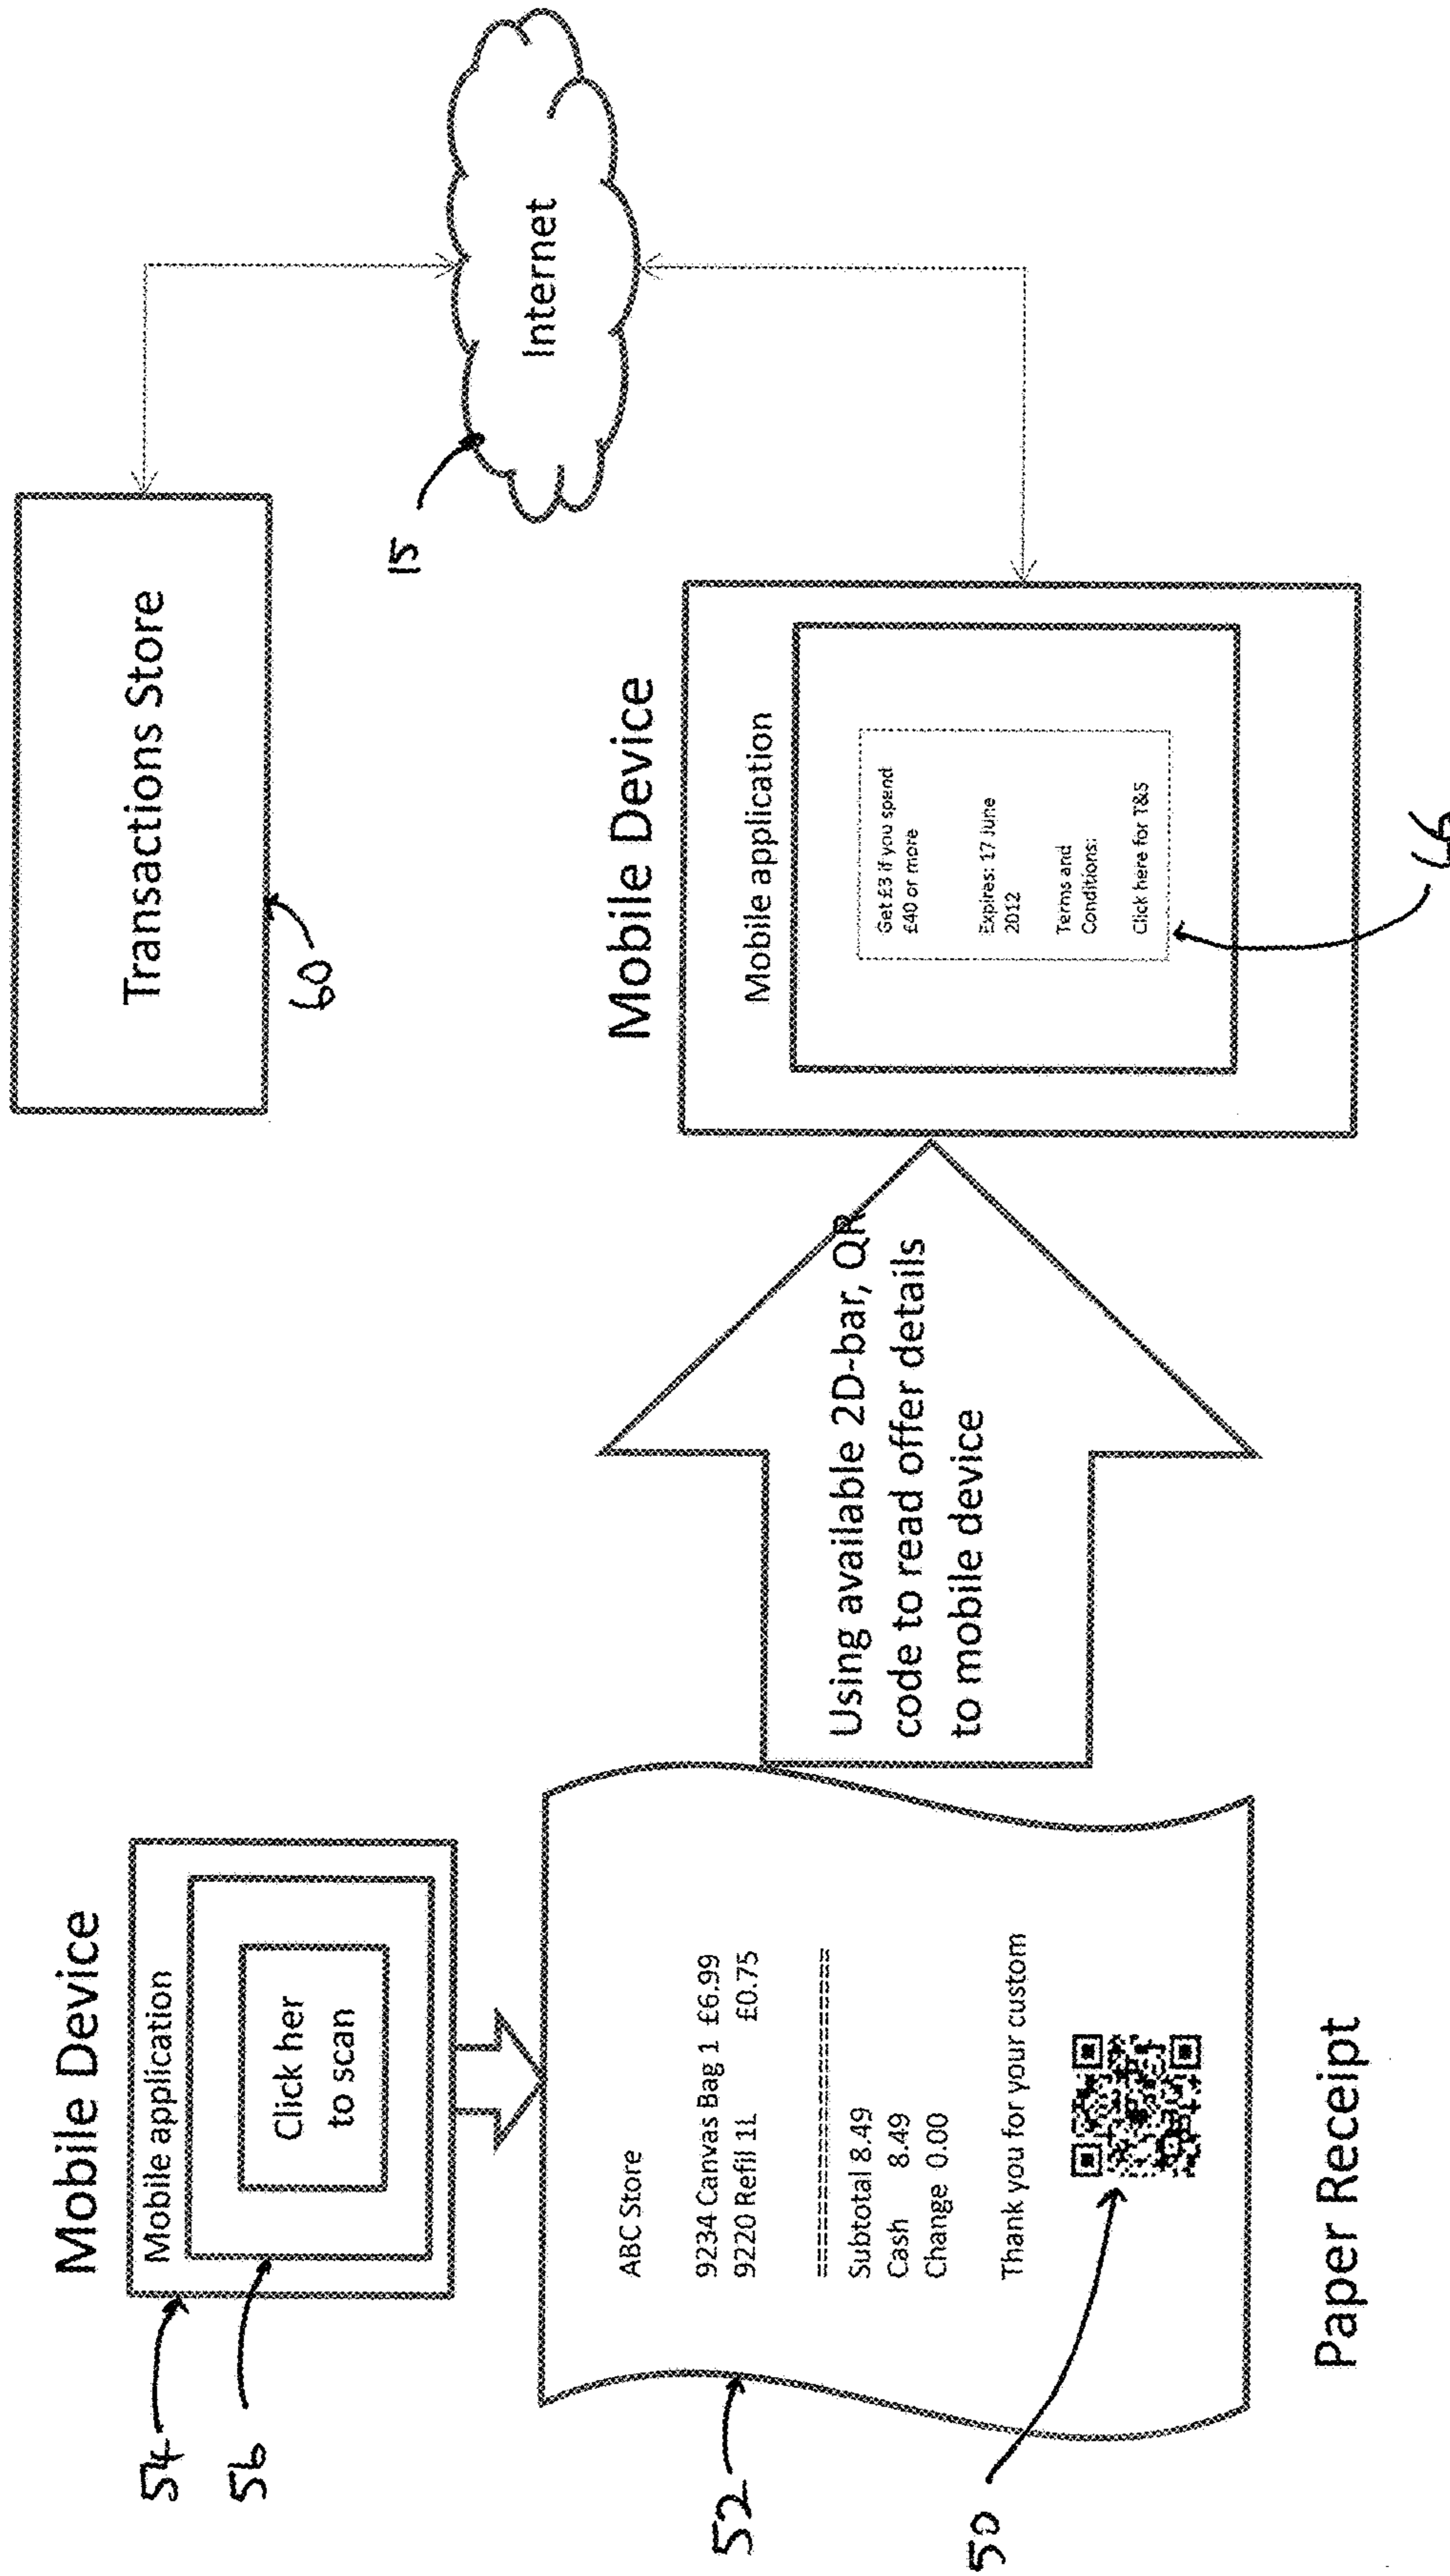 Mobile Device
Mobile application
Click her
to scan
54
56
ABC Store
9234 Canvas Bag 1 £6.99
9220 Refill 1L £0.75
==========================
Subtotal 8.49
Cash 8.49
Change 0.00
Thank you for your custom
52
50
Paper Receipt
Using available 2D-bar, QR
code to read offer details
to mobile device
Transactions Store
60
15
Internet
Mobile Device
Mobile application
Get £3 if you spend
£40 or more
Expires: 17 June
2012
Terms and
Conditions:
Click here for T&S
66